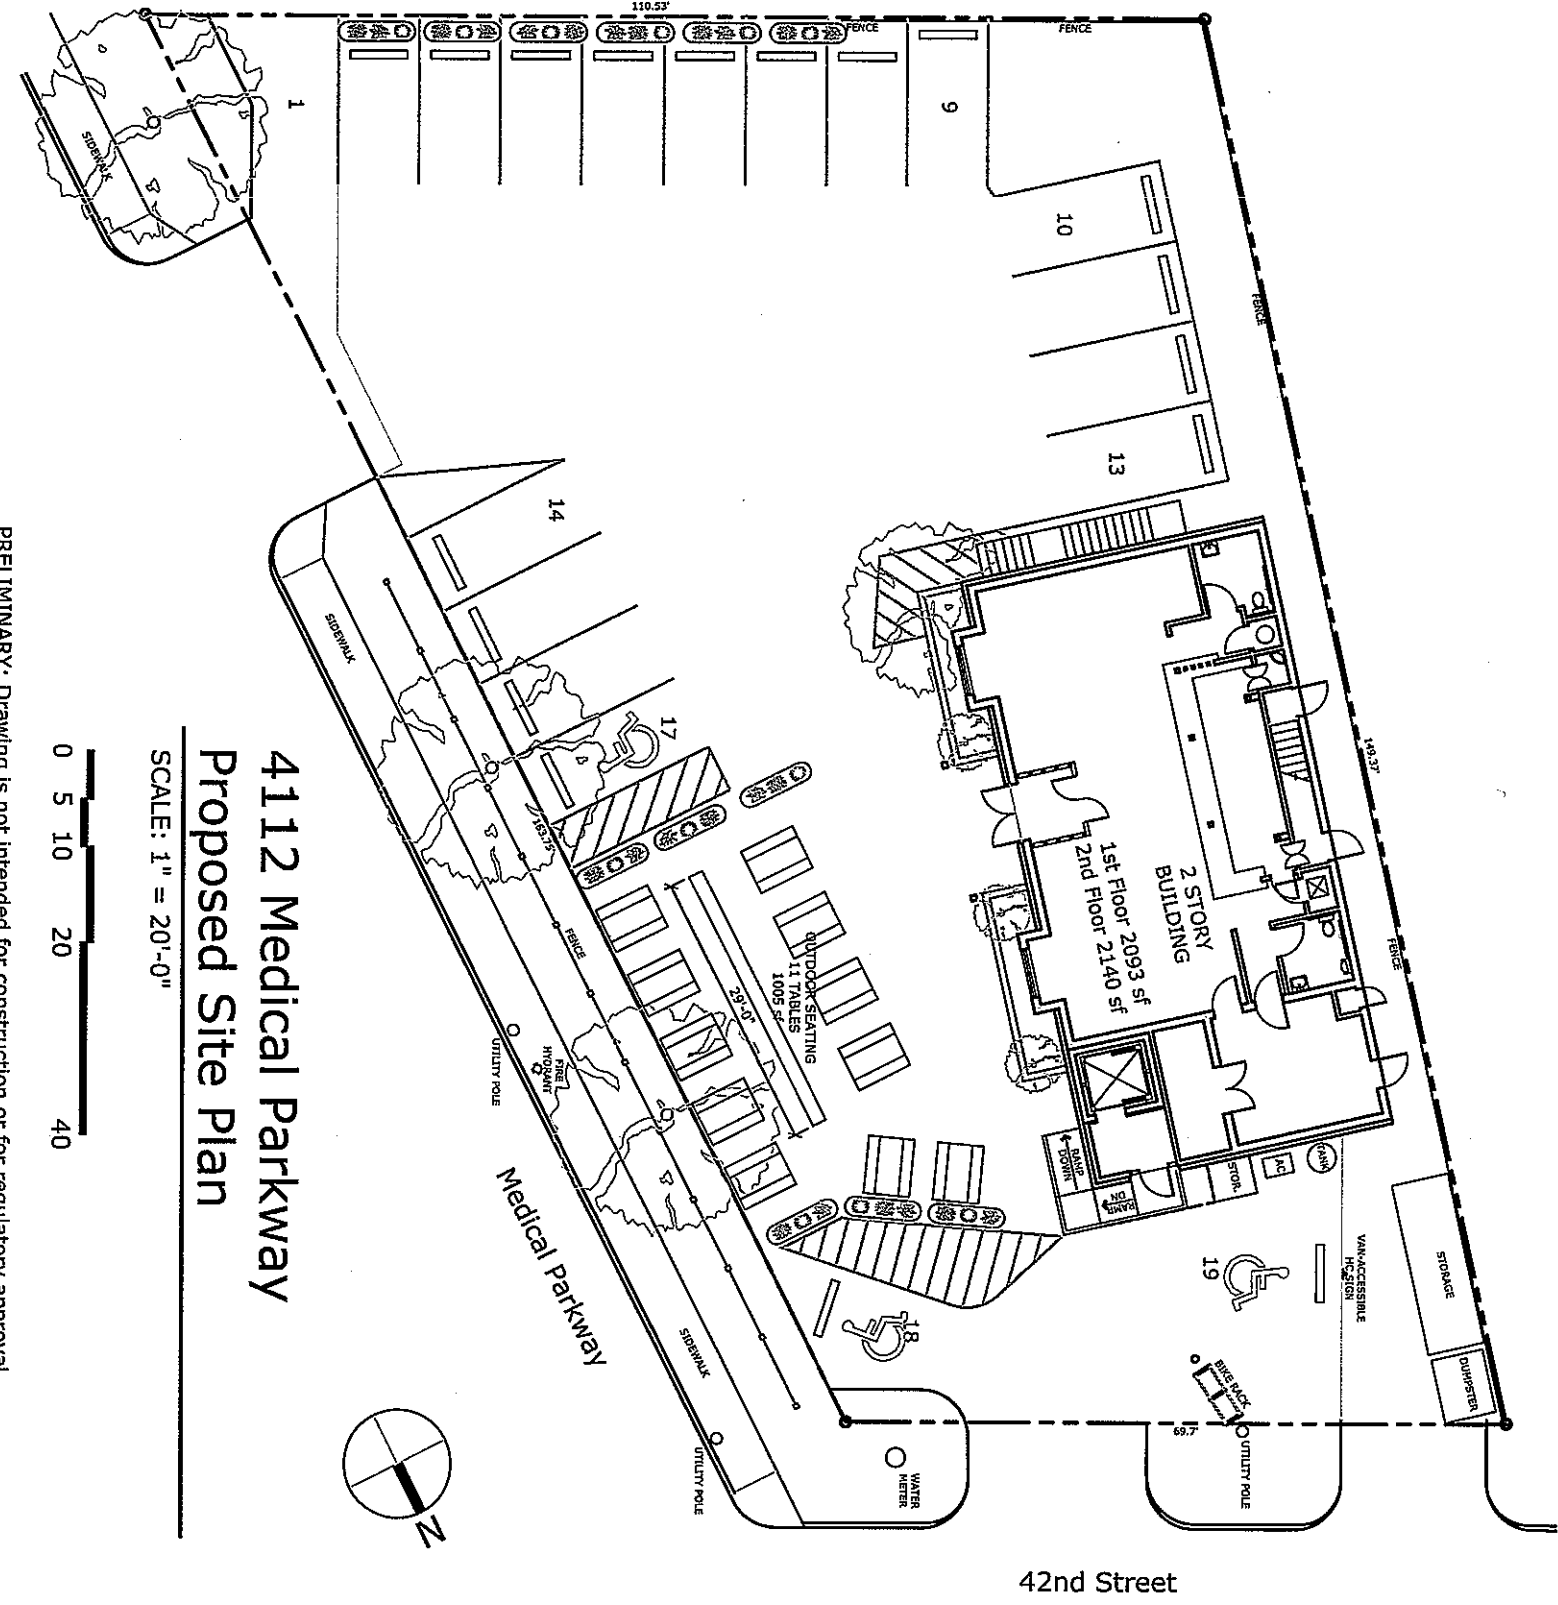 110.53'
FENCE
FENCE
1
9
SIDEWALK
10
FENCE
13
14
SIDEWALK
17
149.37'
163.75'
2 STORY
BUILDING
1st Floor 2093 sf
2nd Floor 2140 sf
FENCE
OUTDOOR SEATING
11 TABLES
1005 sf
29'-0"
FENCE
UTILITY POLE
FIRE
HYDRANT
RAMP
DOWN
RAMP
DN
STOR.
AC
TANK
VAN-ACCESSIBLE
HC SIGN
STORAGE
DUMPSTER
19
18
BIKE RACK
69.7'
UTILITY POLE
SIDEWALK
UTILITY POLE
WATER
METER
Medical Parkway
42nd Street
N
4112 Medical Parkway
Proposed Site Plan
SCALE: 1" = 20'-0"
0 5 10 20 40
PRELIMINARY: Drawing is not intended for construction or for regulatory approval